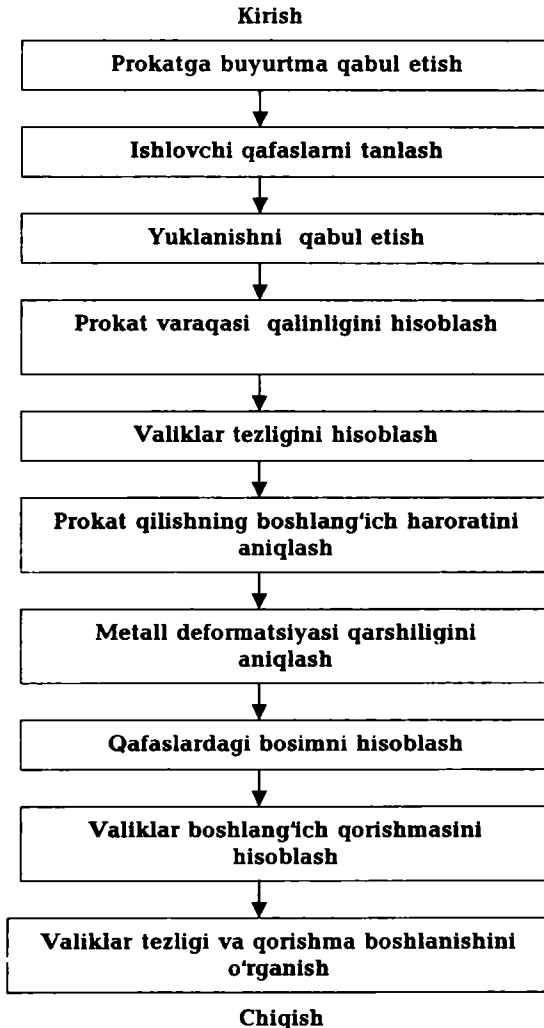 Kirish
Prokatga buyurtma qabul etish
Ishlovchi qafaslarni tanlash
Yuklanishni qabul etish
Prokat varaqasi qalinligini hisoblash
Valiklar tezligini hisoblash
Prokat qilishning boshlang‘ich haroratini
aniqlash
Metall deformatsiyasi qarshiligini
aniqlash
Qafaslardagi bosimni hisoblash
Valiklar boshlang‘ich qorishmasini
hisoblash
Valiklar tezligi va qorishma boshlanishini
o‘rganish
Chiqish